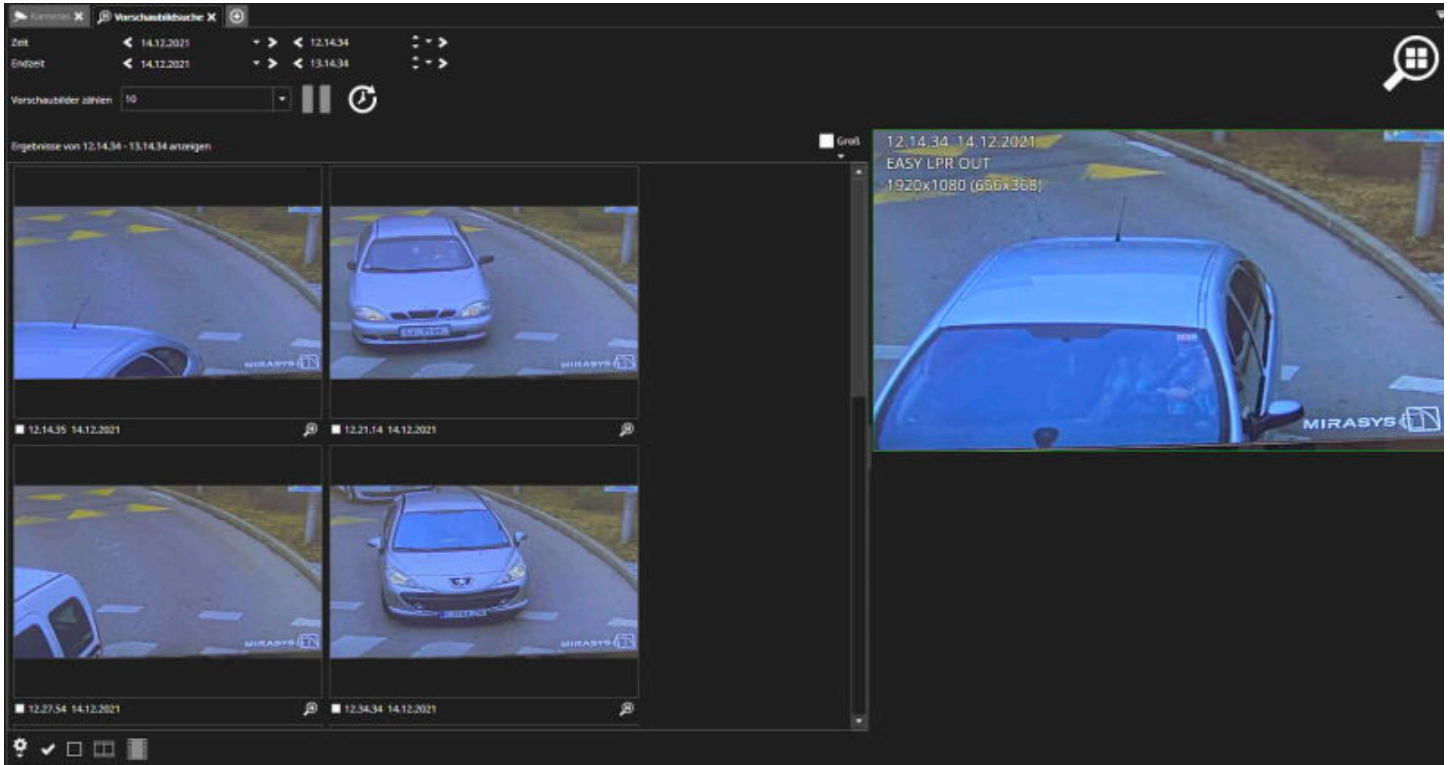 Kameras
Vorschaubildsuche
Zeit 14.12.2021 12.14.34
Endzeit 14.12.2021 13.14.34
Vorschaubilder zählen 10
Ergebnisse von 12.14.34 - 13.14.34 anzeigen
Groß
12.14.34 14.12.2021
EASY LPR OUT
1920x1080 (656x368)
MIRASYS
MIRASYS
MIRASYS
12.14.35 14.12.2021
12.21.14 14.12.2021
MIRASYS
MIRASYS
12.27.54 14.12.2021
12.34.34 14.12.2021